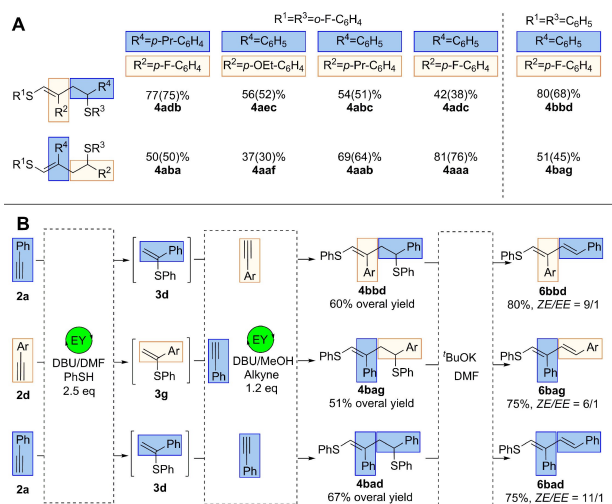 A
R¹=R³=o-F-C₆H₄
R¹=R³=C₆H₅
R⁴=p-Pr-C₆H₄ R⁴=C₆H₅ R⁴=C₆H₅ R⁴=C₆H₅ R⁴=C₆H₅
R²=p-F-C₆H₄ R²=p-OEt-C₆H₄ R²=p-Pr-C₆H₄ R²=p-F-C₆H₄ R²=p-F-C₆H₄
R¹S R² R⁴ SR³
77(75)% 56(52)% 54(51)% 42(38)% 80(68)%
4adb 4aec 4abc 4adc 4bbd
R¹S R⁴ SR³ R²
50(50)% 37(30)% 69(64)% 81(76)% 51(45)%
4aba 4aaf 4aab 4aaa 4bag
B
Ph
2a
Ph
SPh
3d
Ar
PhS Ar Ph SPh
4bbd
60% overal yield
PhS Ar Ph
6bbd
80%, ZE/EE = 9/1
Ar
2d
EY
DBU/DMF
PhSH
2.5 eq
Ar
SPh
3g
Ph
EY
DBU/MeOH
Alkyne
1.2 eq
PhS Ph Ar SPh
4bag
51% overall yield
ᵗBuOK
DMF
PhS Ph Ar
6bag
75%, ZE/EE = 6/1
Ph
2a
Ph
SPh
3d
Ph
PhS Ph Ph SPh
4bad
67% overall yield
PhS Ph Ph
6bad
75%, ZE/EE = 11/1